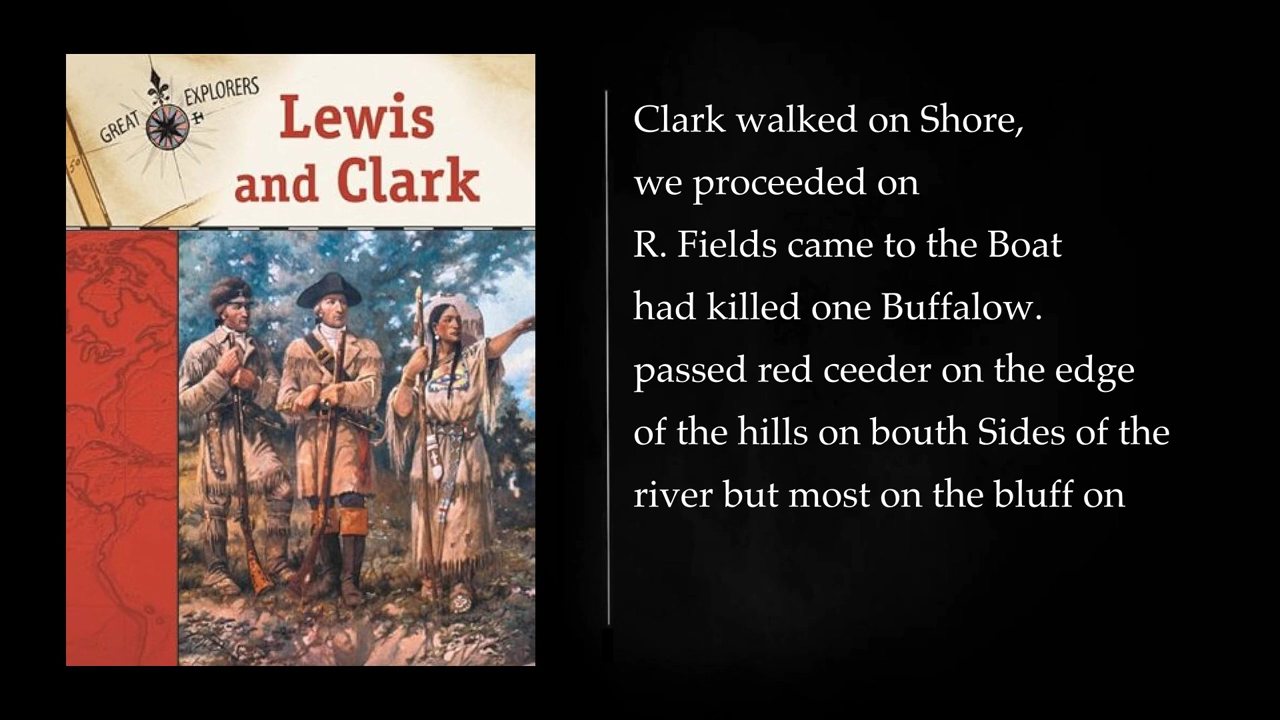 GREAT EXPLORERS
Lewis
and Clark
50
Clark walked on Shore,
we proceeded on
R. Fields came to the Boat
had killed one Buffalow.
passed red ceeder on the edge
of the hills on bouth Sides of the
river but most on the bluff on